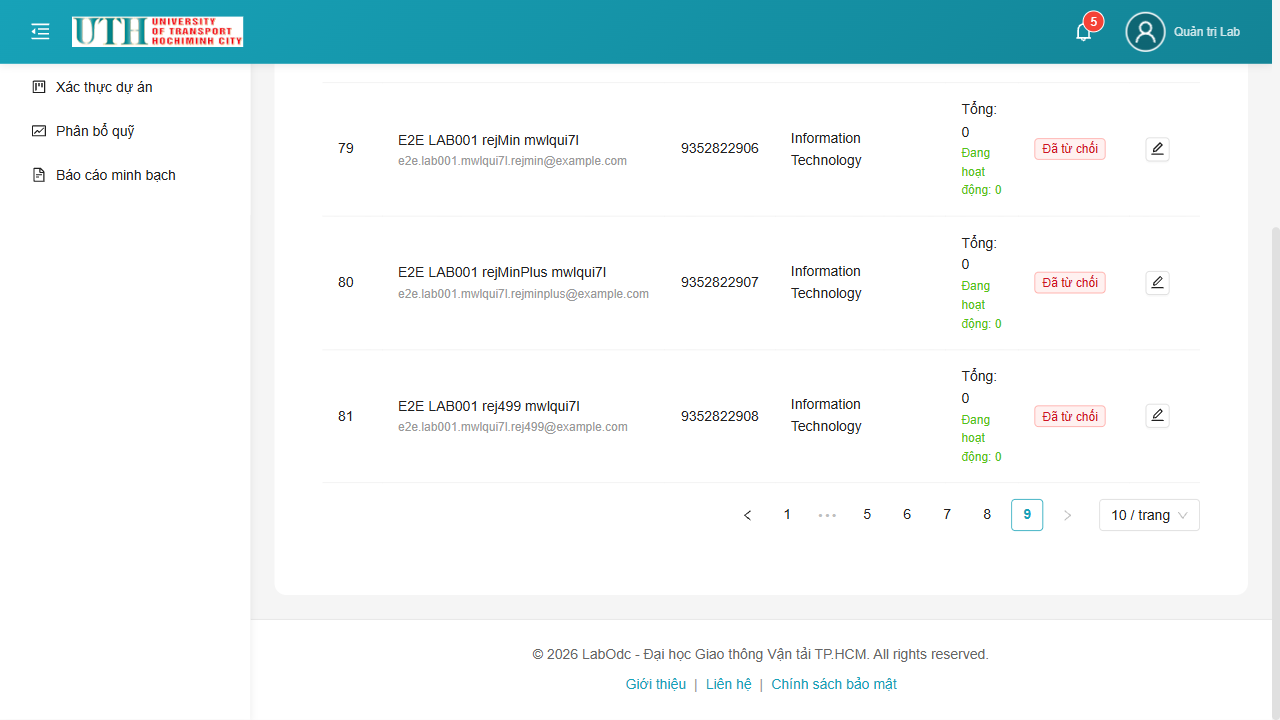 UTH UNIVERSITY
OF TRANSPORT
HOCHIMINH CITY
5
Quản trị Lab
Xác thực dự án
Phân bổ quỹ
Báo cáo minh bạch
79
E2E LAB001 rejMin mwlqui7l
e2e.lab001.mwlqui7l.rejmin@example.com
9352822906
Information
Technology
Tổng:
0
Đang
hoạt
động: 0
Đã từ chối
80
E2E LAB001 rejMinPlus mwlqui7l
e2e.lab001.mwlqui7l.rejminplus@example.com
9352822907
Information
Technology
Tổng:
0
Đang
hoạt
động: 0
Đã từ chối
81
E2E LAB001 rej499 mwlqui7l
e2e.lab001.mwlqui7l.rej499@example.com
9352822908
Information
Technology
Tổng:
0
Đang
hoạt
động: 0
Đã từ chối
< 1 ••• 5 6 7 8 9 > 10 / trang
© 2026 LabOdc - Đại học Giao thông Vận tải TP.HCM. All rights reserved.
Giới thiệu | Liên hệ | Chính sách bảo mật